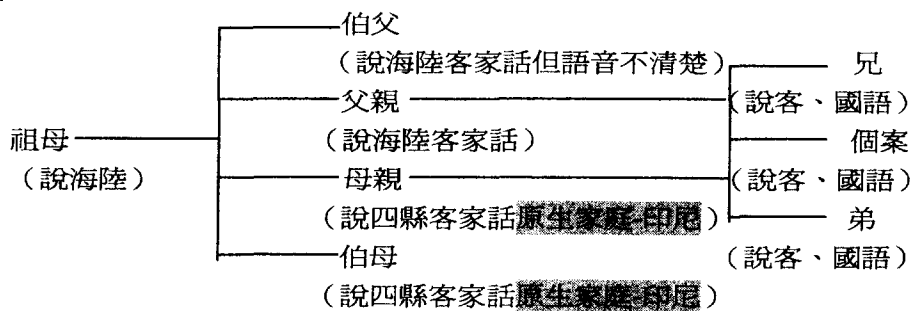 伯父
（說海陸客家話但語音不清楚）
兄
父親
（說客、國語）
祖母
（說海陸客家話）
個案
（說海陸）
母親
（說客、國語）
（說四縣客家話原生家庭-印尼）
弟
伯母
（說客、國語）
（說四縣客家話原生家庭-印尼）